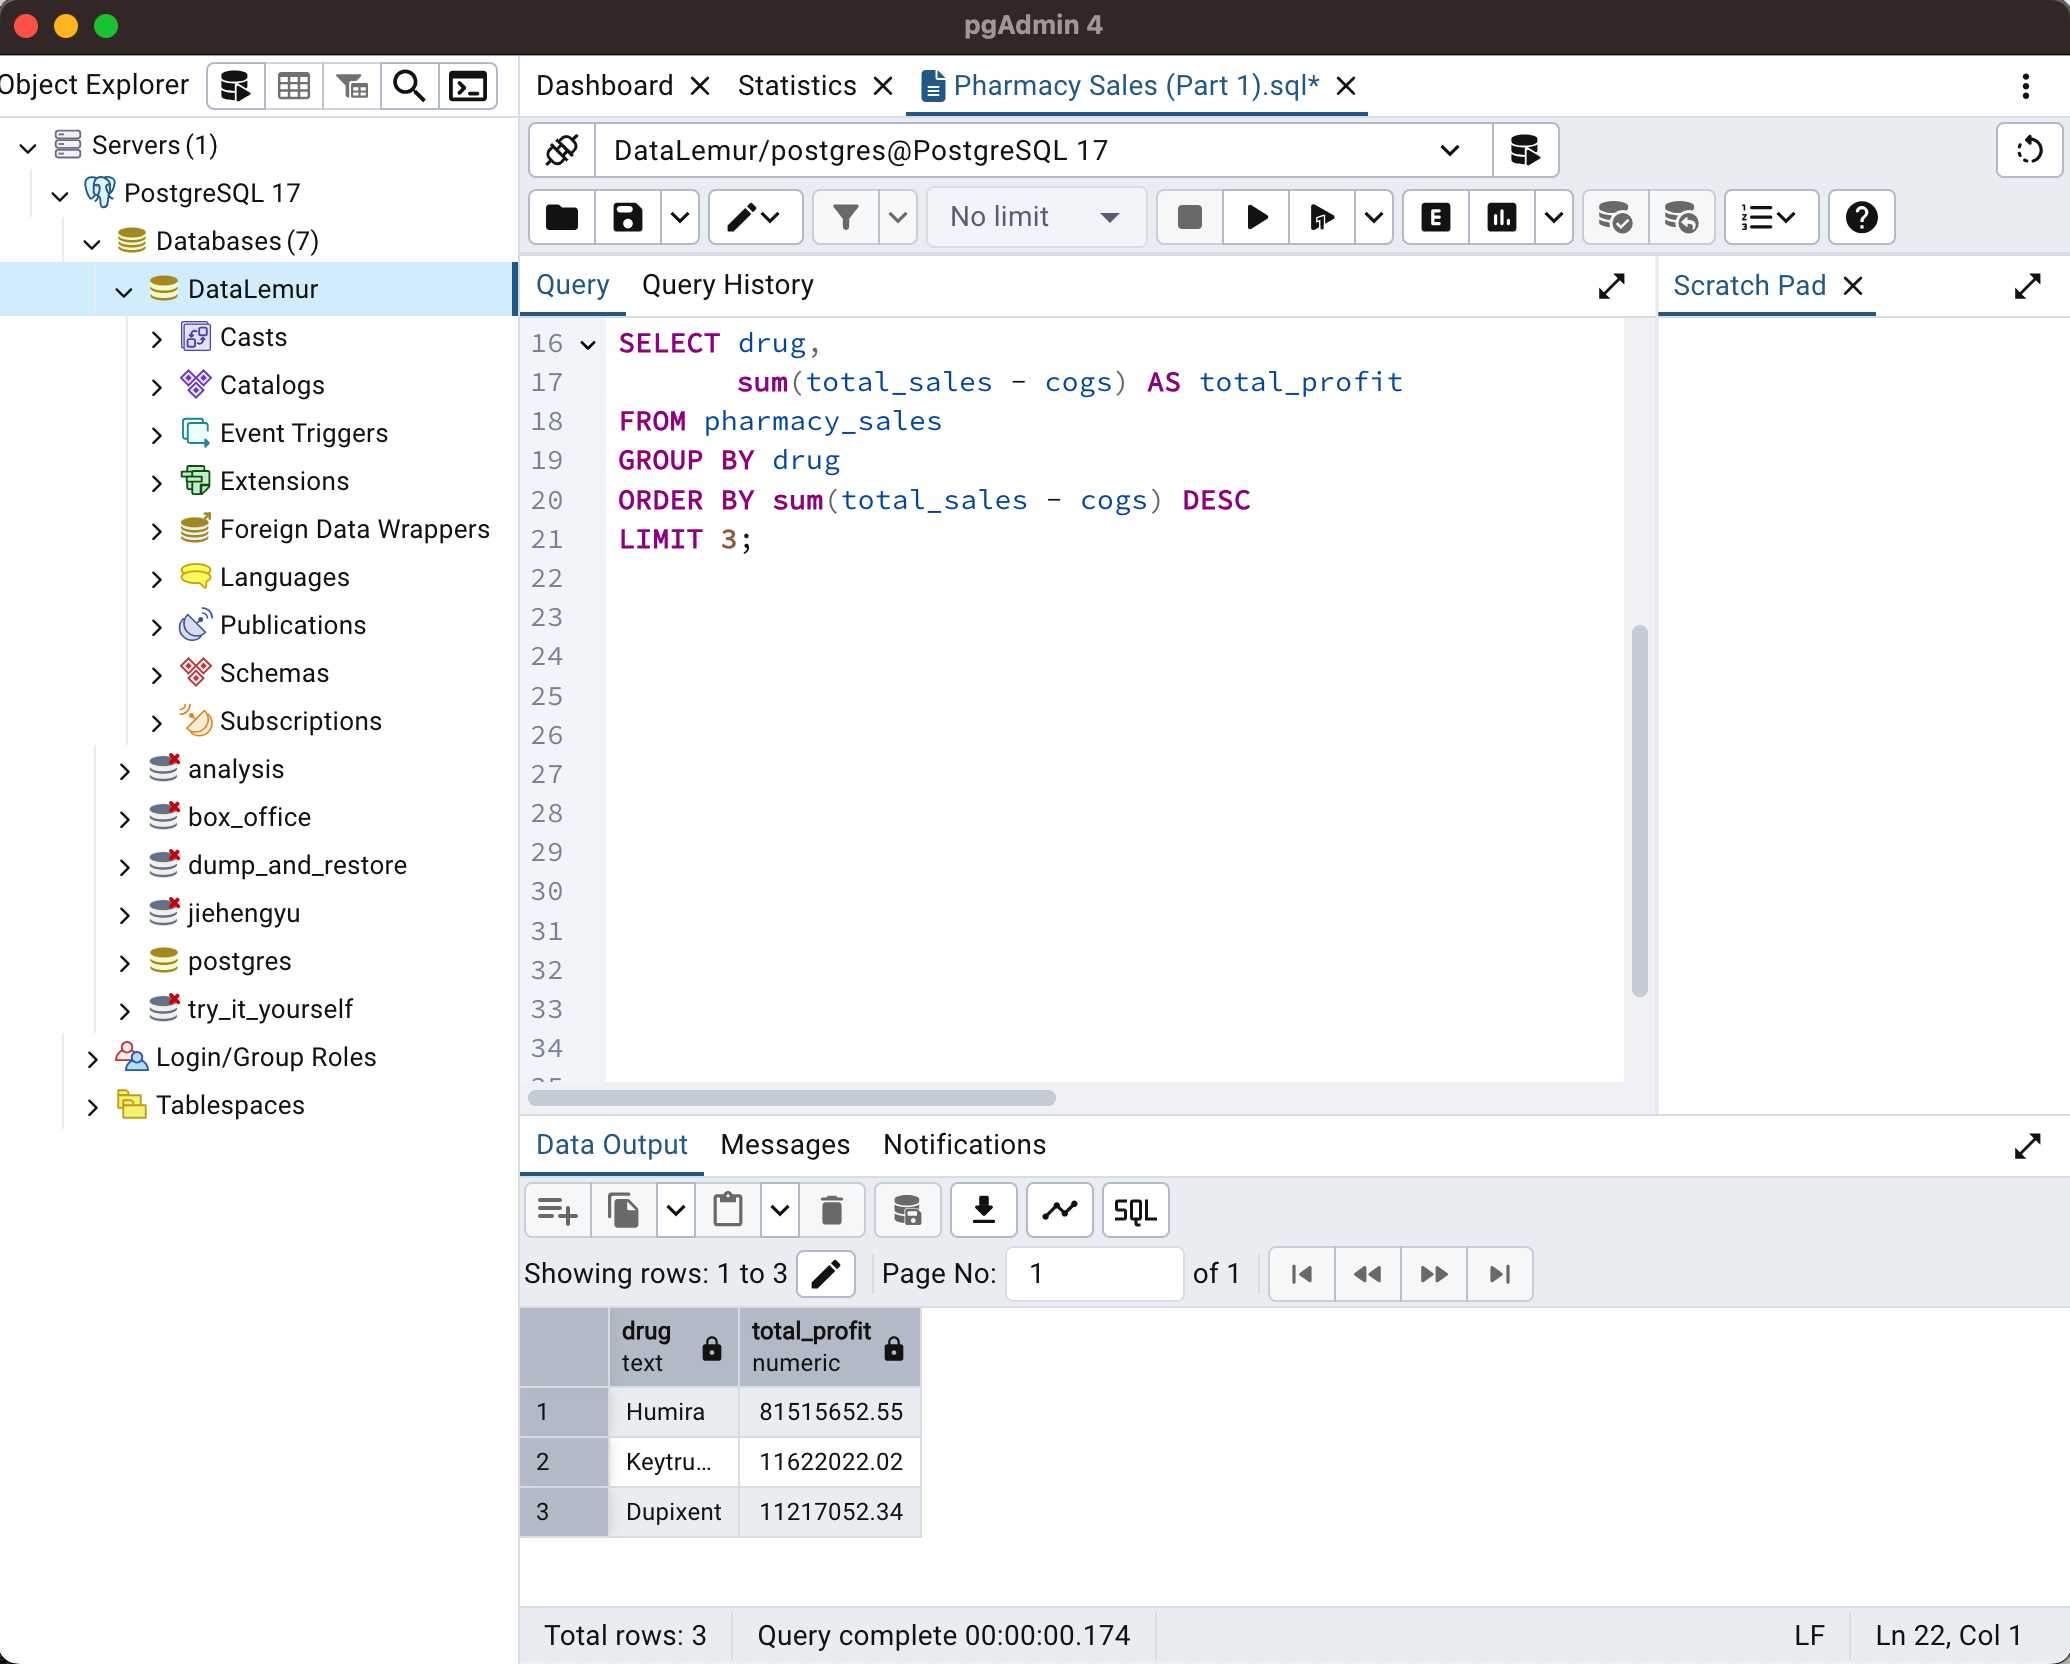 pgAdmin 4
Object Explorer
Servers (1)
PostgreSQL 17
Databases (7)
DataLemur
Casts
Catalogs
Event Triggers
Extensions
Foreign Data Wrappers
Languages
Publications
Schemas
Subscriptions
analysis
box_office
dump_and_restore
jiehengyu
postgres
try_it_yourself
Login/Group Roles
Tablespaces
Dashboard Statistics Pharmacy Sales (Part 1).sql*
DataLemur/postgres@PostgreSQL 17
No limit
Query Query History
Scratch Pad
16 SELECT drug,
17 sum(total_sales - cogs) AS total_profit
18 FROM pharmacy_sales
19 GROUP BY drug
20 ORDER BY sum(total_sales - cogs) DESC
21 LIMIT 3;
22
23
24
25
26
27
28
29
30
31
32
33
34
Data Output Messages Notifications
SQL
Showing rows: 1 to 3 Page No: 1 of 1
drug total_profit
text numeric
1 Humira 81515652.55
2 Keytru... 11622022.02
3 Dupixent 11217052.34
Total rows: 3 Query complete 00:00:00.174 LF Ln 22, Col 1